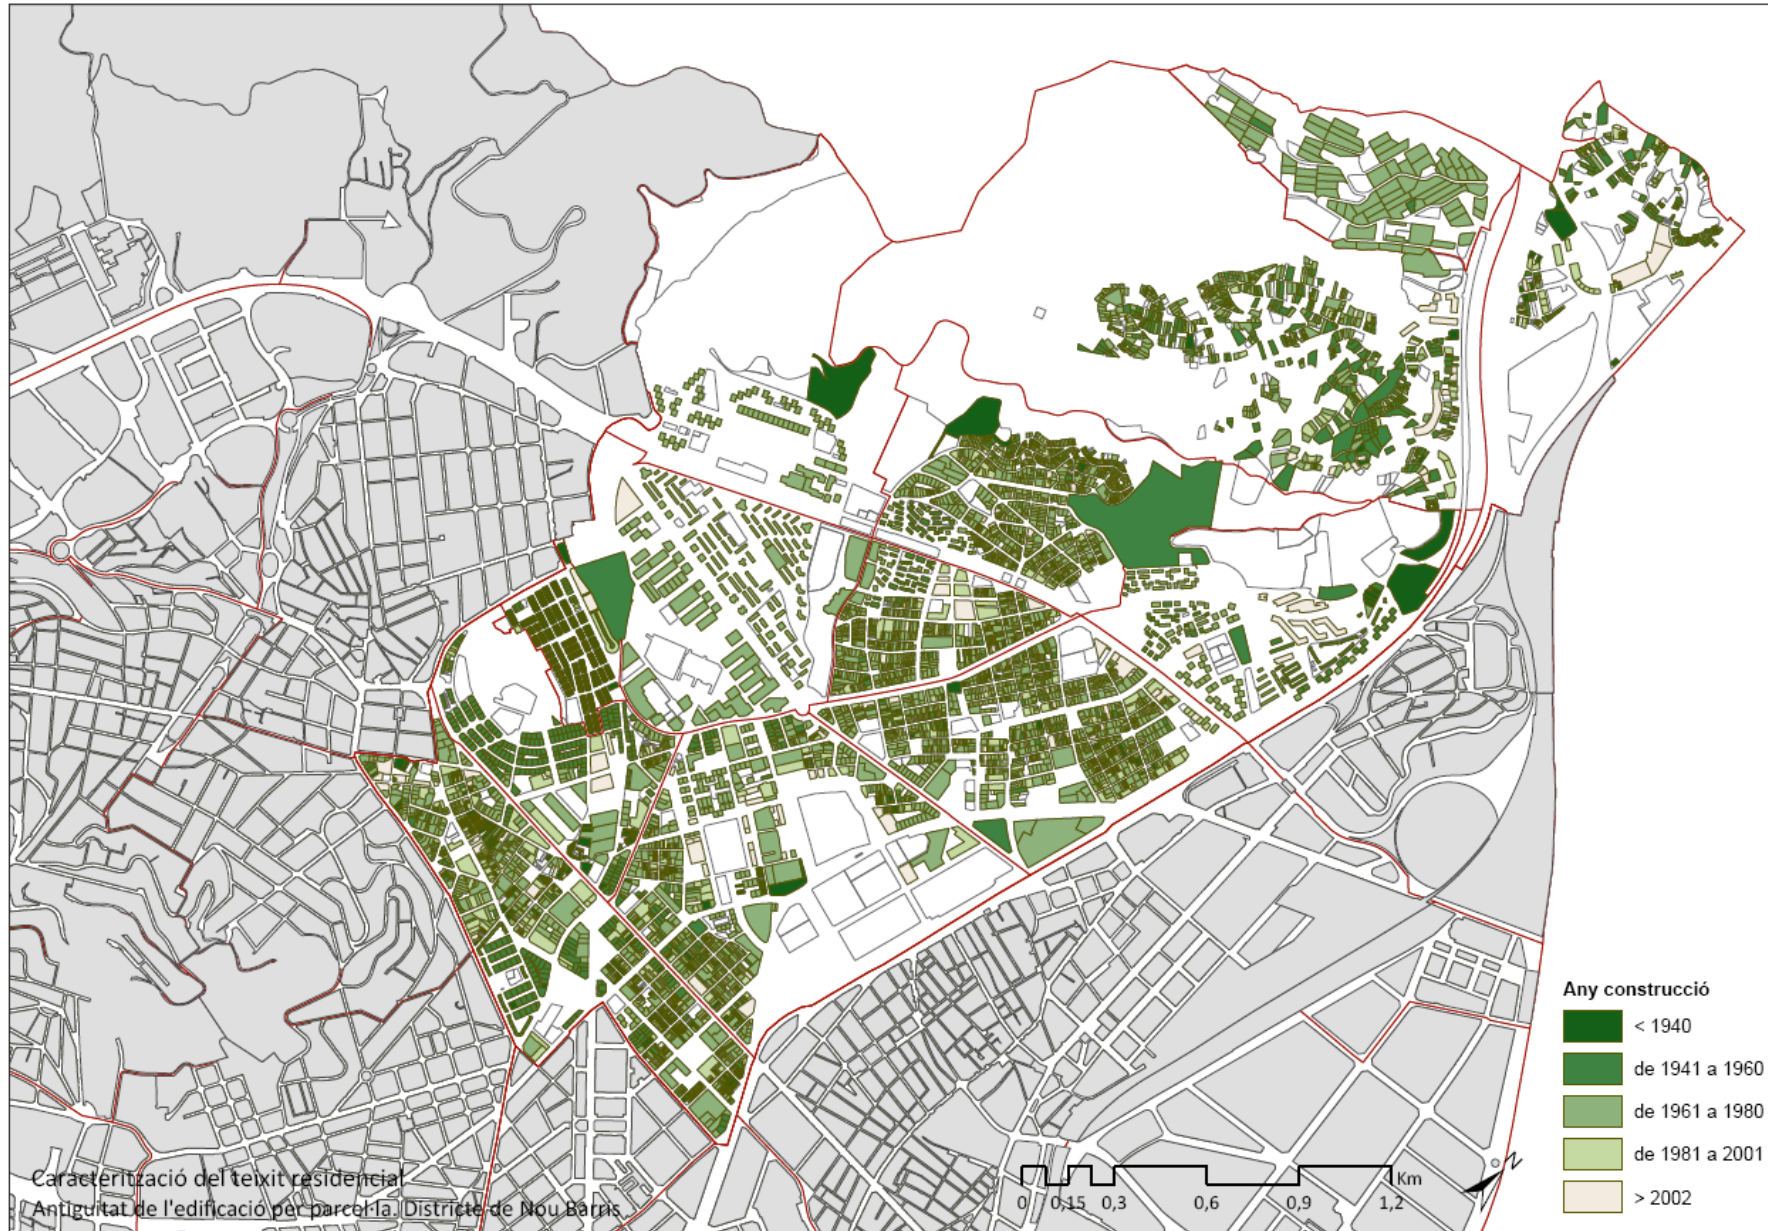 Any construcció
< 1940
de 1941 a 1960
de 1961 a 1980
de 1981 a 2001
> 2002
N
Km
0 0,15 0,3 0,6 0,9 1,2
Caracterització del teixit residencial
Antiguitat de l'edificació per parcel·la. Districte de Nou Barris